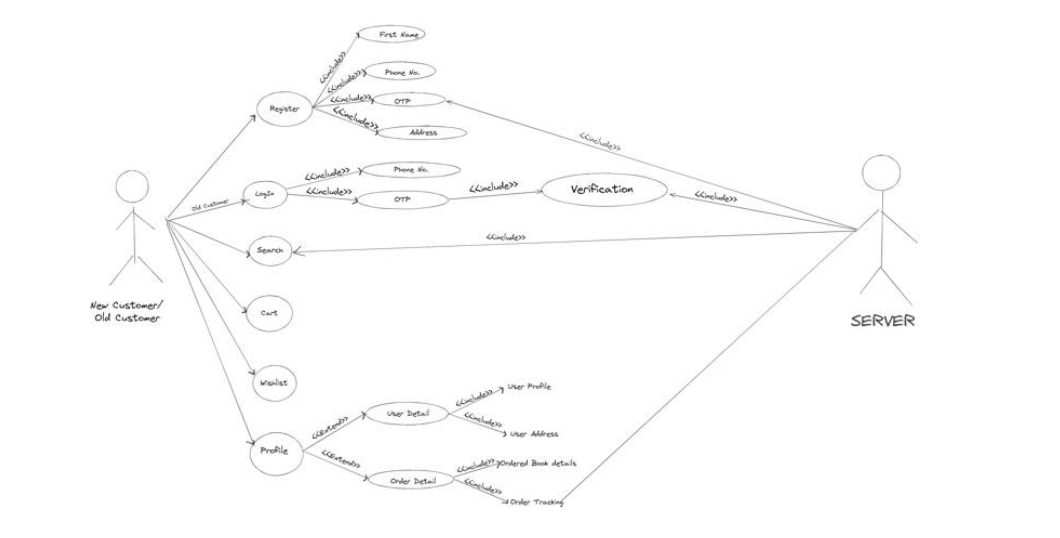 First Name
<<include>>
Phone No.
<<include>>
<<include>>
OTP
Register
<<include>>
Address
<<include>>
Phone No.
<<include>>
LogIn
<<include>>
OTP
<<include>>
Verification
<<include>>
Old Customer
Search
<<include>>
New Customer/
Old Customer
Cart
SERVER
Wishlist
User Profile
<<include>>
User Detail
<<Extend>>
<<include>>
User Address
Profile
<<Extend>>
<<include>>
Ordered Book details
Order Detail
<<include>>
Order Tracking